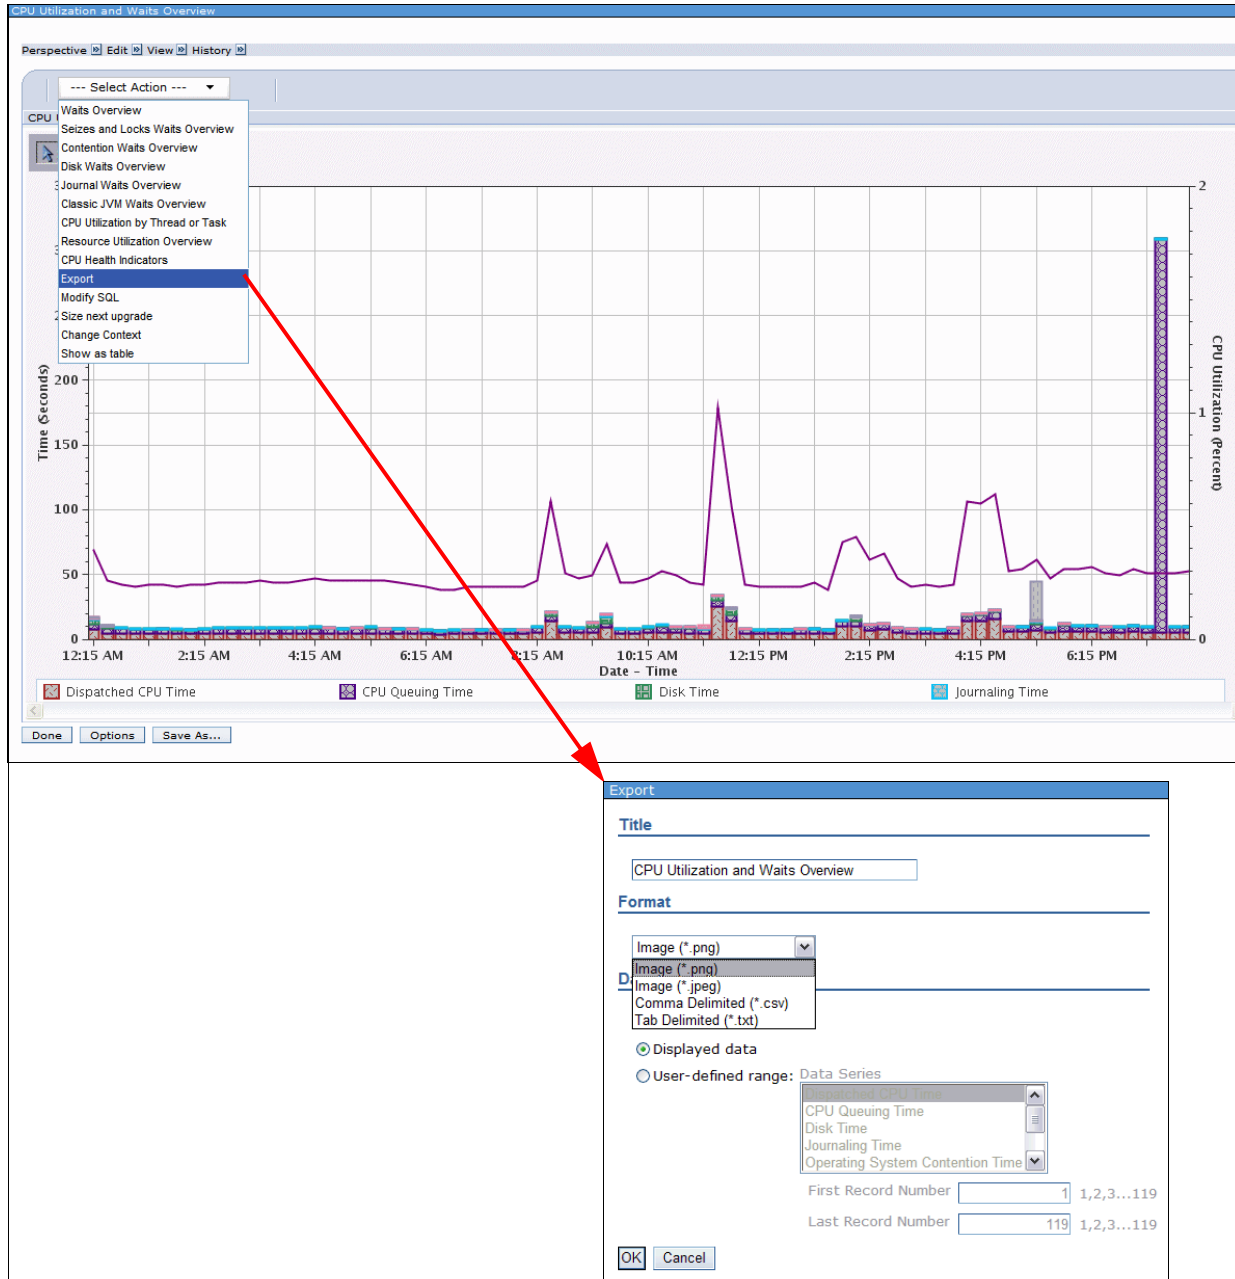 CPU Utilization and Waits Overview
Perspective Edit View History
--- Select Action ---
CPU
Waits Overview
Seizes and Locks Waits Overview
Contention Waits Overview
Disk Waits Overview
Journal Waits Overview
Classic JVM Waits Overview
CPU Utilization by Thread or Task
Resource Utilization Overview
CPU Health Indicators
Export
Modify SQL
Size next upgrade
Change Context
Show as table
Time (Seconds)
200
150
100
50
0
2
1
0
CPU Utilization (Percent)
12:15 AM 2:15 AM 4:15 AM 6:15 AM 8:15 AM 10:15 AM 12:15 PM 2:15 PM 4:15 PM 6:15 PM
Date - Time
Dispatched CPU Time CPU Queuing Time Disk Time Journaling Time
Done Options Save As...
Export
Title
CPU Utilization and Waits Overview
Format
Image (*.png)
Image (*.png)
Image (*.jpeg)
Comma Delimited (*.csv)
Tab Delimited (*.txt)
Displayed data
User-defined range: Data Series
Dispatched CPU Time
CPU Queuing Time
Disk Time
Journaling Time
Operating System Contention Time
First Record Number 1 1,2,3...119
Last Record Number 119 1,2,3...119
OK Cancel